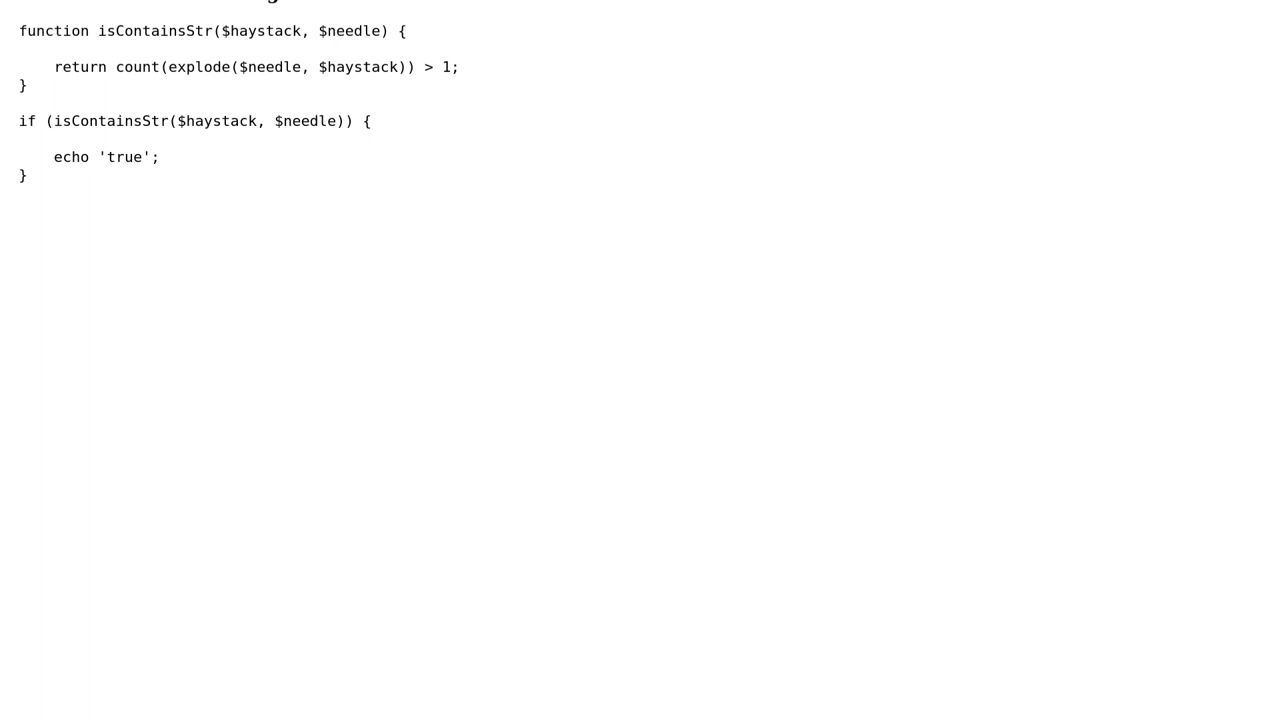 function isContainsStr($haystack, $needle) {
    return count(explode($needle, $haystack)) > 1;
}
if (isContainsStr($haystack, $needle)) {
    echo 'true';
}